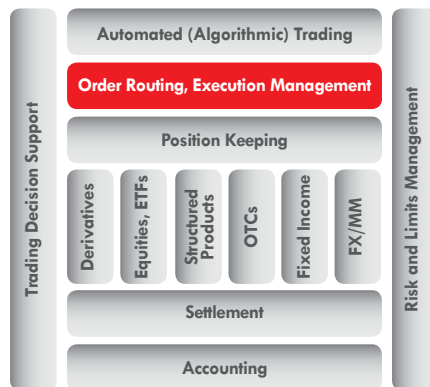 Trading Decision Support
Automated (Algorithmic) Trading
Order Routing, Execution Management
Position Keeping
Derivatives
Equities, ETFs
Structured
Products
OTCs
Fixed Income
FX/MM
Settlement
Accounting
Risk and Limits Management